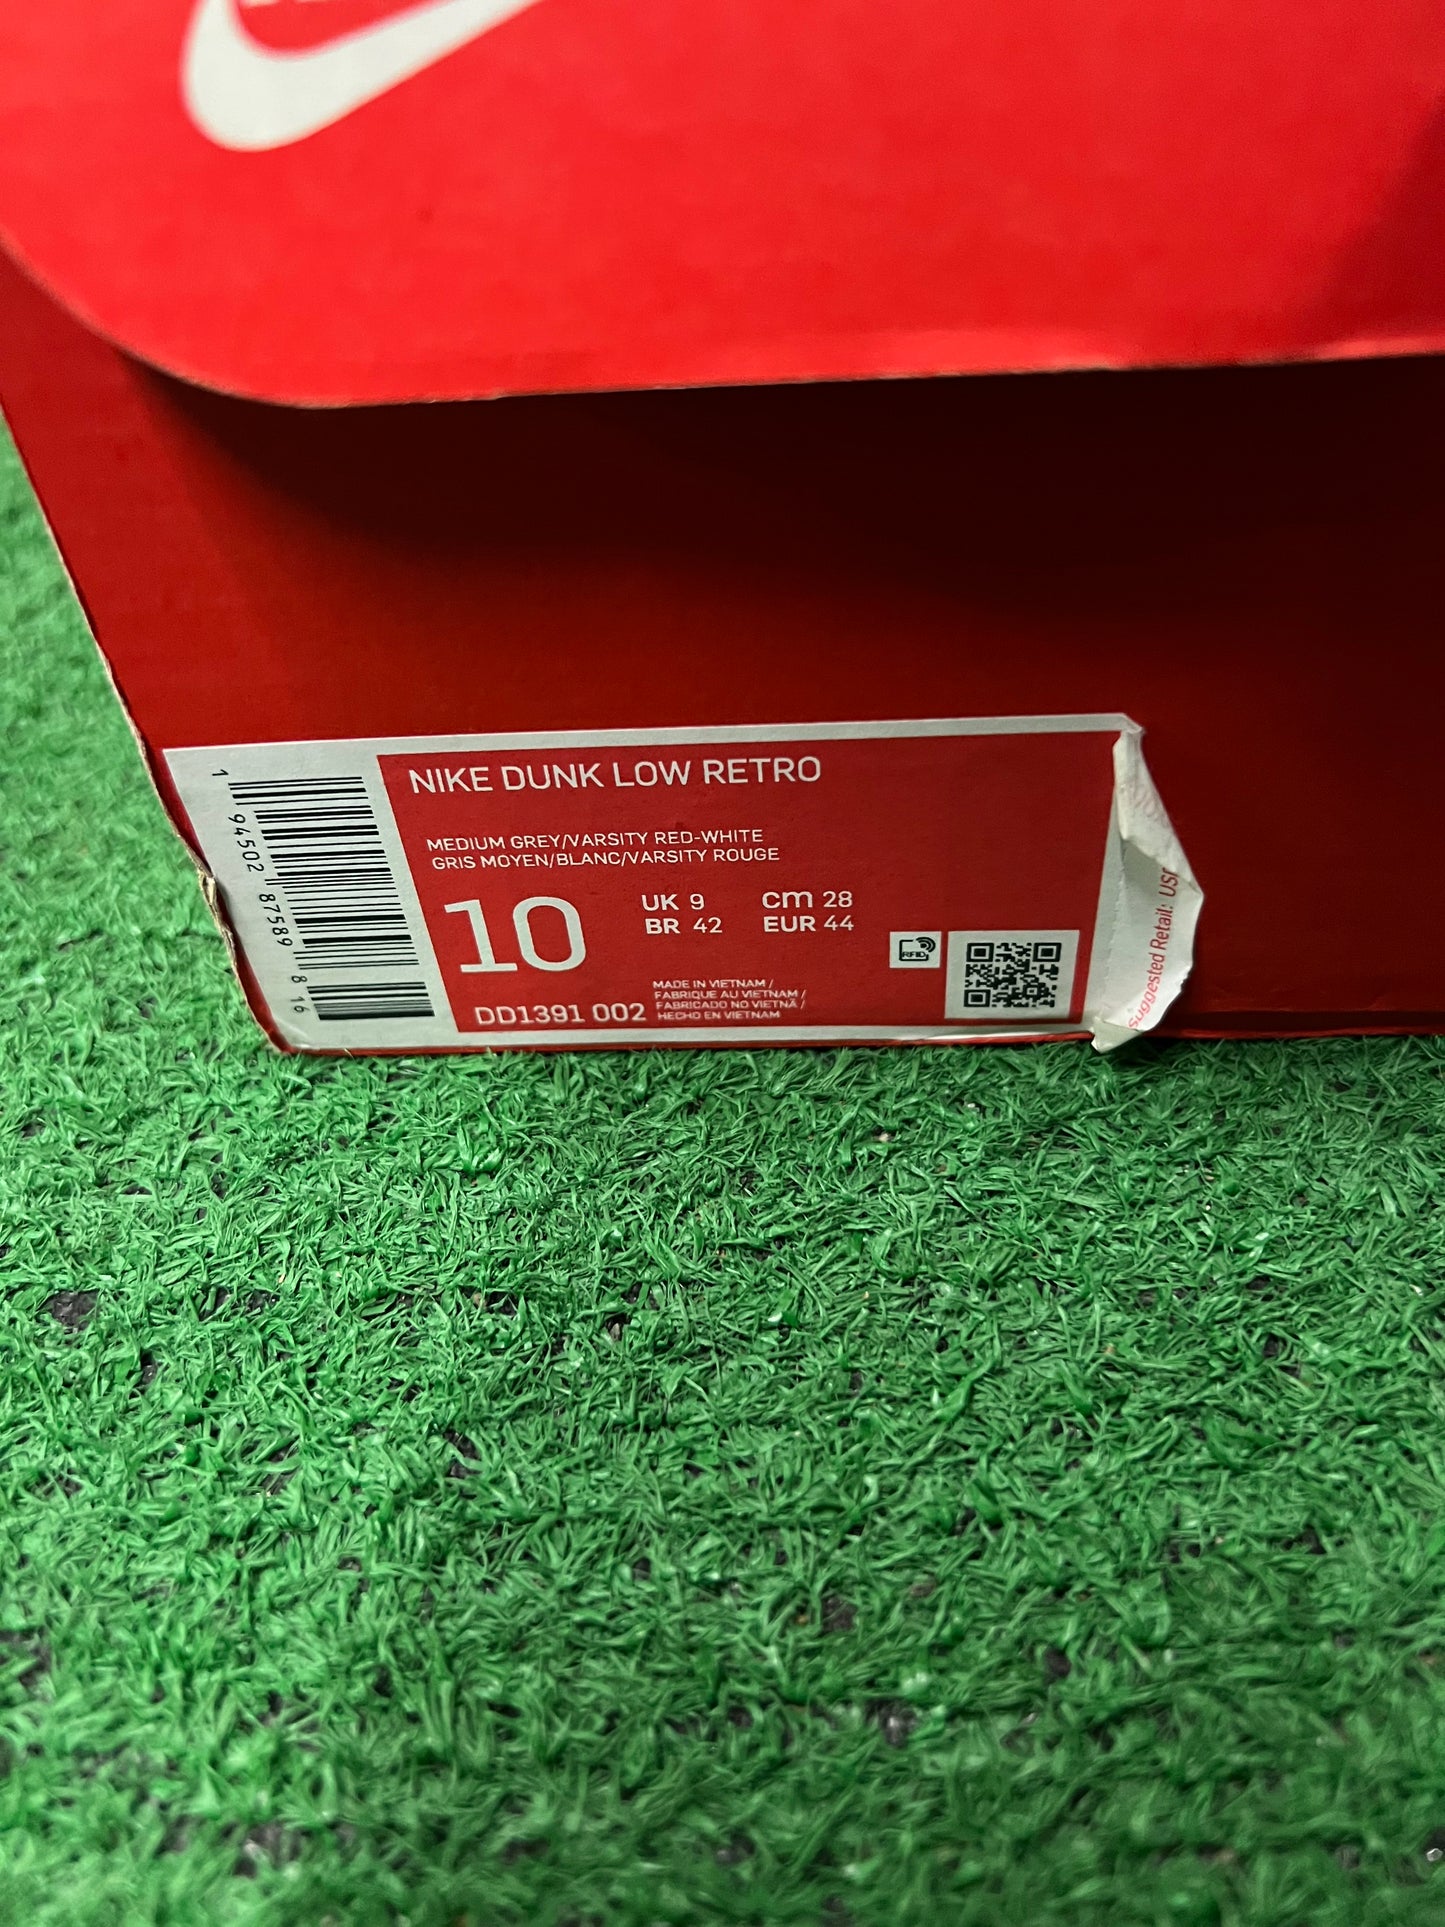 NIKE DUNK LOW RETRO
MEDIUM GREY/VARSITY RED-WHITE
GRIS MOYEN/BLANC/VARSITY ROUGE
10
UK 9
cm 28
BR 42
EUR 44
RFID
DD1391 002
MADE IN VIETNAM /
FABRIQUE AU VIETNAM /
FABRICADO NO VIETNÃ /
HECHO EN VIETNAM
1 94502 87589 8 16
suggested Retail: